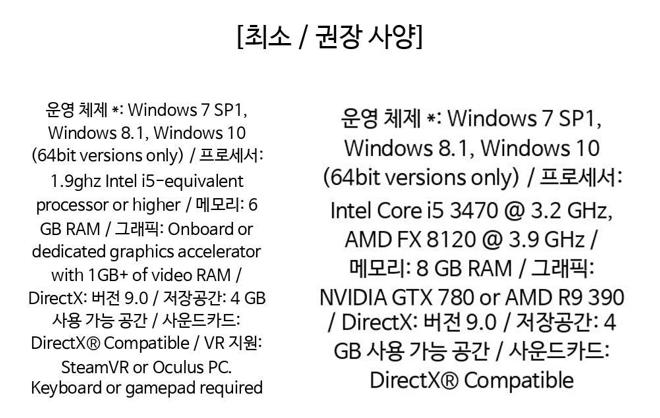 [최소 / 권장 사양]
운영 체제 *: Windows 7 SP1,
Windows 8.1, Windows 10
(64bit versions only) / 프로세서:
1.9ghz Intel i5-equivalent
processor or higher / 메모리: 6
GB RAM / 그래픽: Onboard or
dedicated graphics accelerator
with 1GB+ of video RAM /
DirectX: 버전 9.0 / 저장공간: 4 GB
사용 가능 공간 / 사운드카드:
DirectX® Compatible / VR 지원:
SteamVR or Oculus PC.
Keyboard or gamepad required
운영 체제 *: Windows 7 SP1,
Windows 8.1, Windows 10
(64bit versions only) / 프로세서:
Intel Core i5 3470 @ 3.2 GHz,
AMD FX 8120 @ 3.9 GHz /
메모리: 8 GB RAM / 그래픽:
NVIDIA GTX 780 or AMD R9 390
/ DirectX: 버전 9.0 / 저장공간: 4
GB 사용 가능 공간 / 사운드카드:
DirectX® Compatible